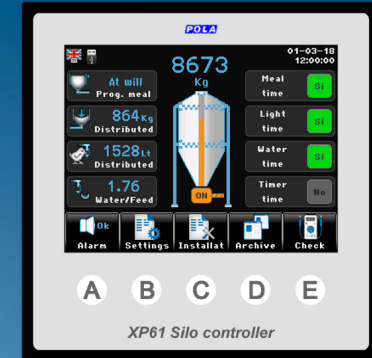 POLA
8673
Kg
01-03-18
12:00:00
At will
Prog. meal
864Kg
Distributed
1528Lt
Distributed
1.76
Water/Feed
ON
Meal
time
Si
Light
time
Si
Water
time
Si
Timer
time
No
Ok
Alarm
Settings
Installat
Archive
Check
A B C D E
XP61 Silo controller